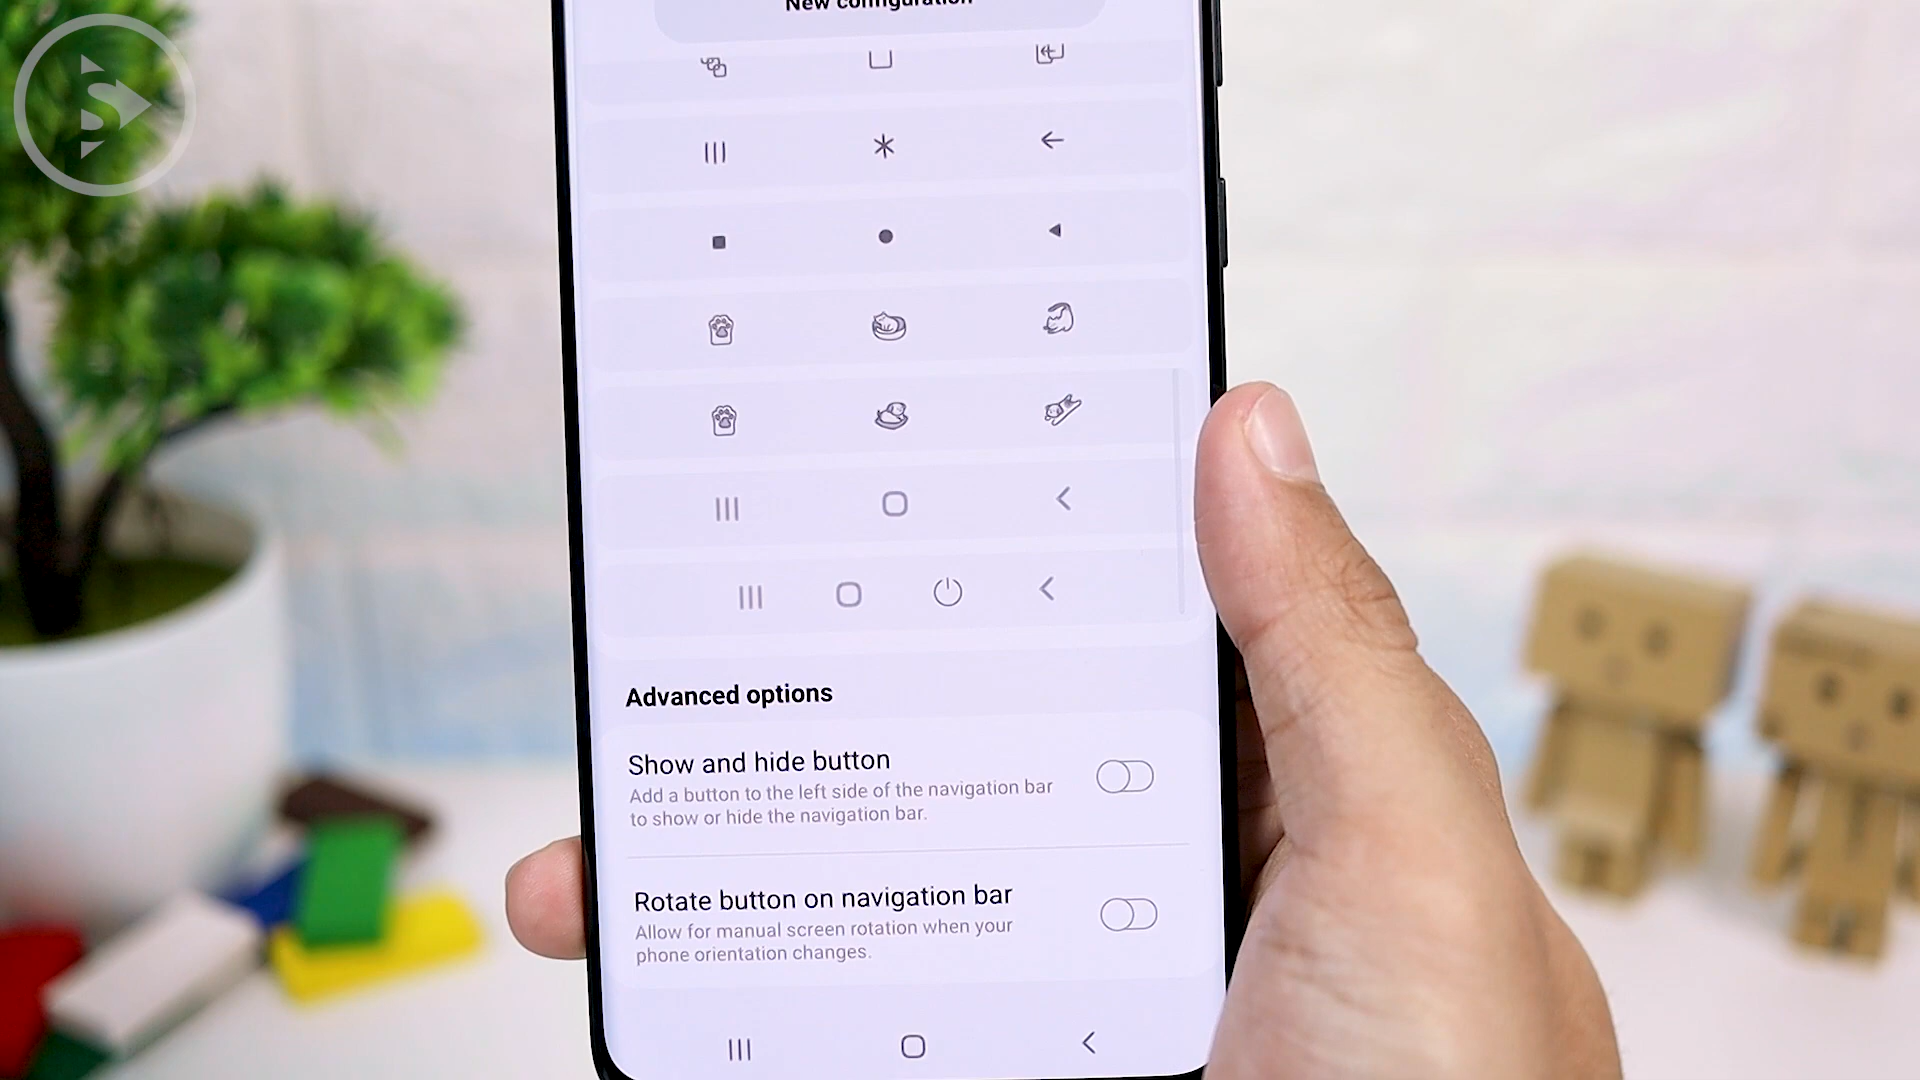 New configuration
Advanced options
Show and hide button
Add a button to the left side of the navigation bar
to show or hide the navigation bar.
Rotate button on navigation bar
Allow for manual screen rotation when your
phone orientation changes.